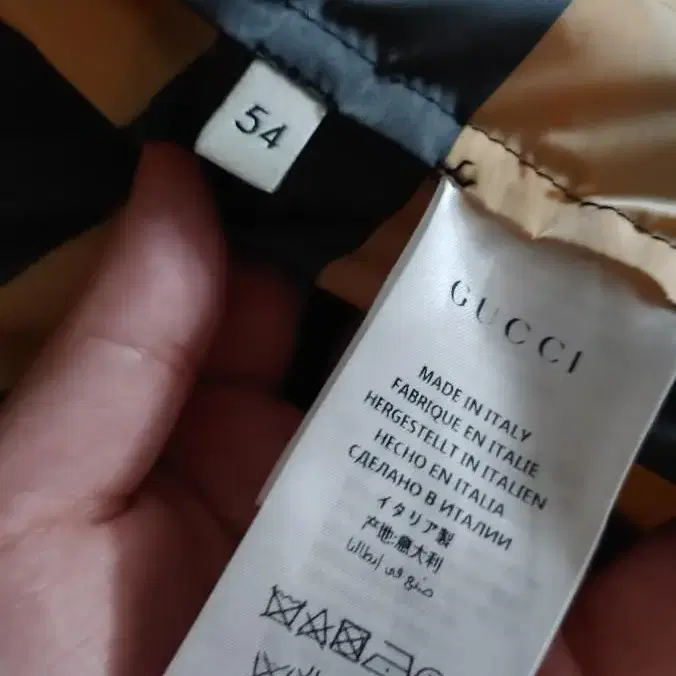 54
GUCCI
MADE IN ITALY
FABRIQUE EN ITALIE
HERGESTELLT IN ITALIEN
HECHO EN ITALIA
СДЕЛАНО В ИТАЛИИ
イタリア製
产地:意大利
صنع في إيطاليا